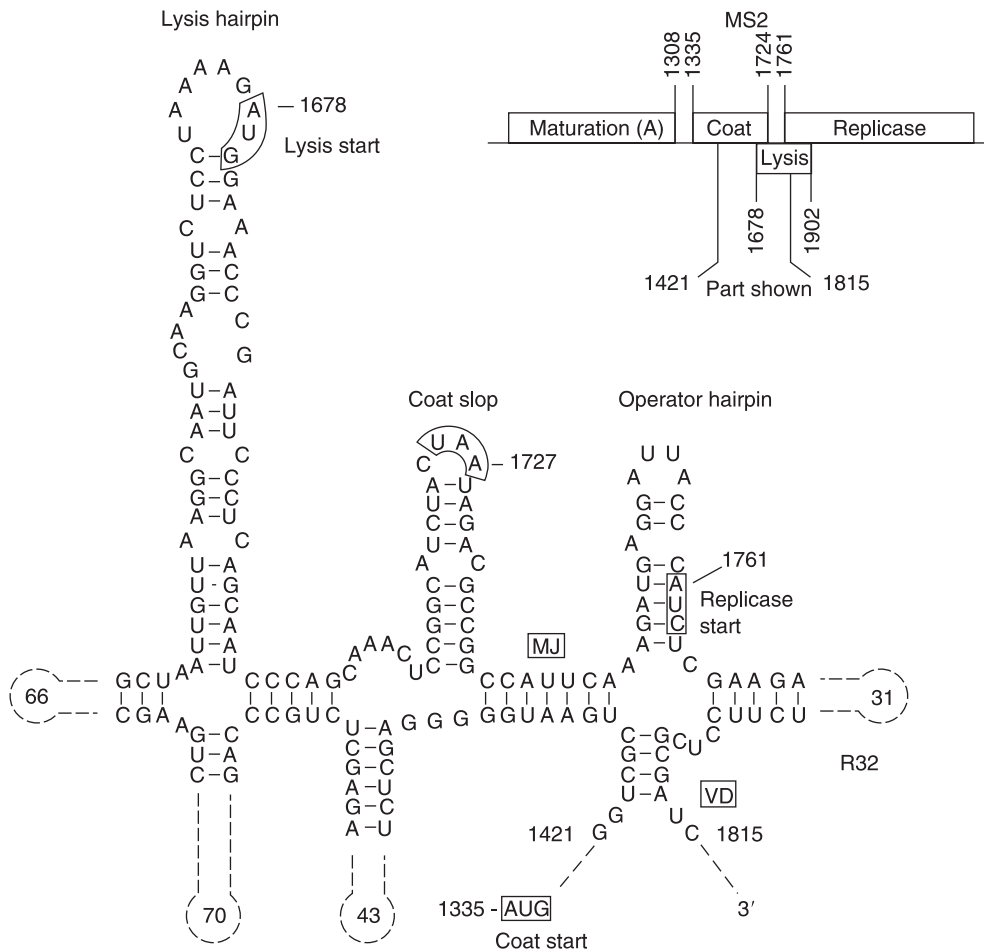 Lysis hairpin
A A A G
A A
U
1678
A U G
Lysis start
C–G
C G
U–A
C A
U–A
G–C
G–C
A C
A G
C
G
U–A
A–U
A–U
C C
G–C
G–C
A–U
A C
U–A
U·G
G–C
U–A
U–A
U
A–U
MS2
1308
1335
1724
1761
Maturation (A)
Coat
Replicase
Lysis
1678
1902
1421
Part shown
1815
Coat slop
U A A
C
1727
A–U
U–A
C–G
U–A
A C
C–G
G–C
G–C
C–G
C–G
Operator hairpin
U U
A A
G–C
G–C
A
G–C
U–A
A–U
G–C
A–U
1761
Replicase
start
MJ
66
G C U A
C G A A
C C C A G
C C G C U
C A A A C U
A G G G G
C C A U U C A
G G U A A G U
A
C
G A A G A
C U U C U
31
R32
G C
U A
C–G
70
C–A
U–G
C–C
G–U
A–C
G–U
A–U
43
C–G
G–C
C–G
U–A
G U
G C
C U C
VD
1421
1815
1335 - AUG
Coat start
3′